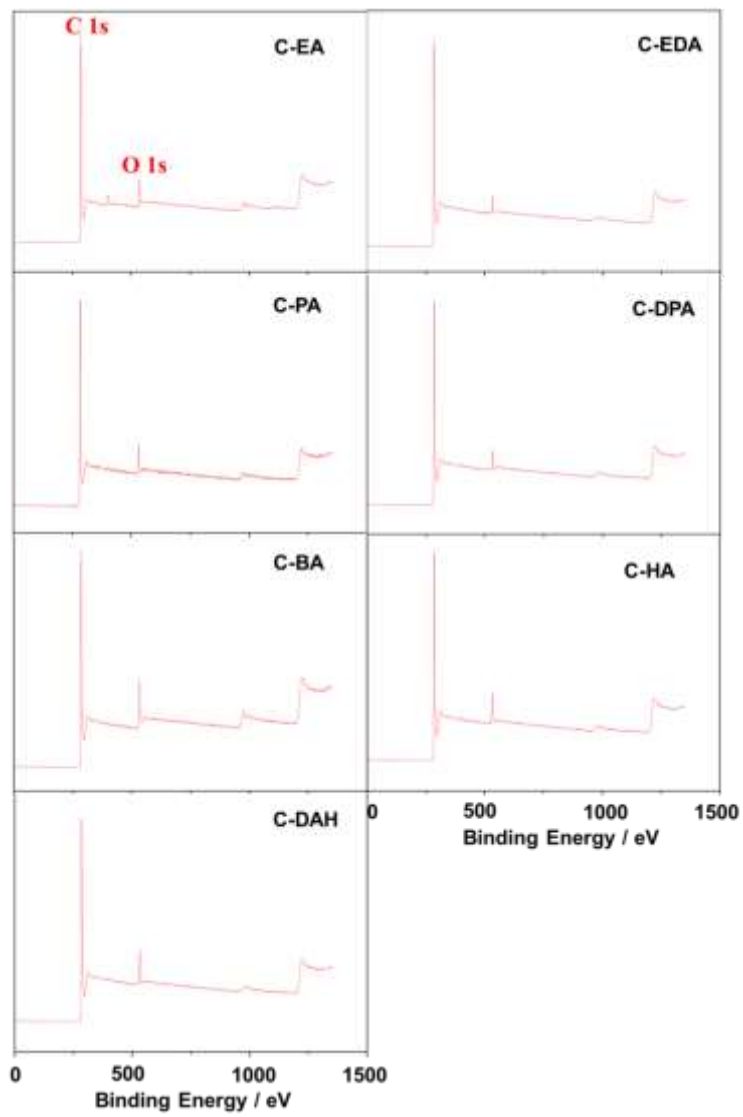 C 1s
C-EA
O 1s
C-EDA
C-PA
C-DPA
C-BA
C-HA
C-DAH
0 500 1000 1500
Binding Energy / eV
0 500 1000 1500
Binding Energy / eV